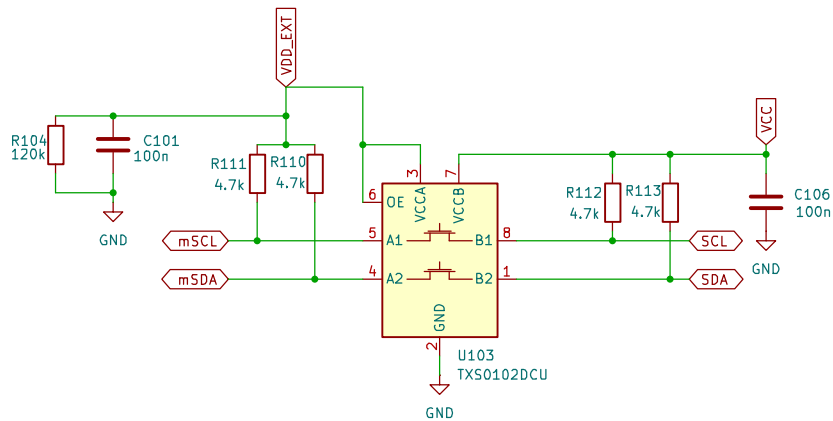 VDD_EXT
VCC
R104
120k
C101
100n
R111
4.7k
R110
4.7k
3
7
VCCA
VCCB
6
OE
R112
4.7k
R113
4.7k
C106
100n
GND
mSCL
5
A1
B1
8
SCL
GND
mSDA
4
A2
B2
1
SDA
GND
2
U103
TXS0102DCU
GND